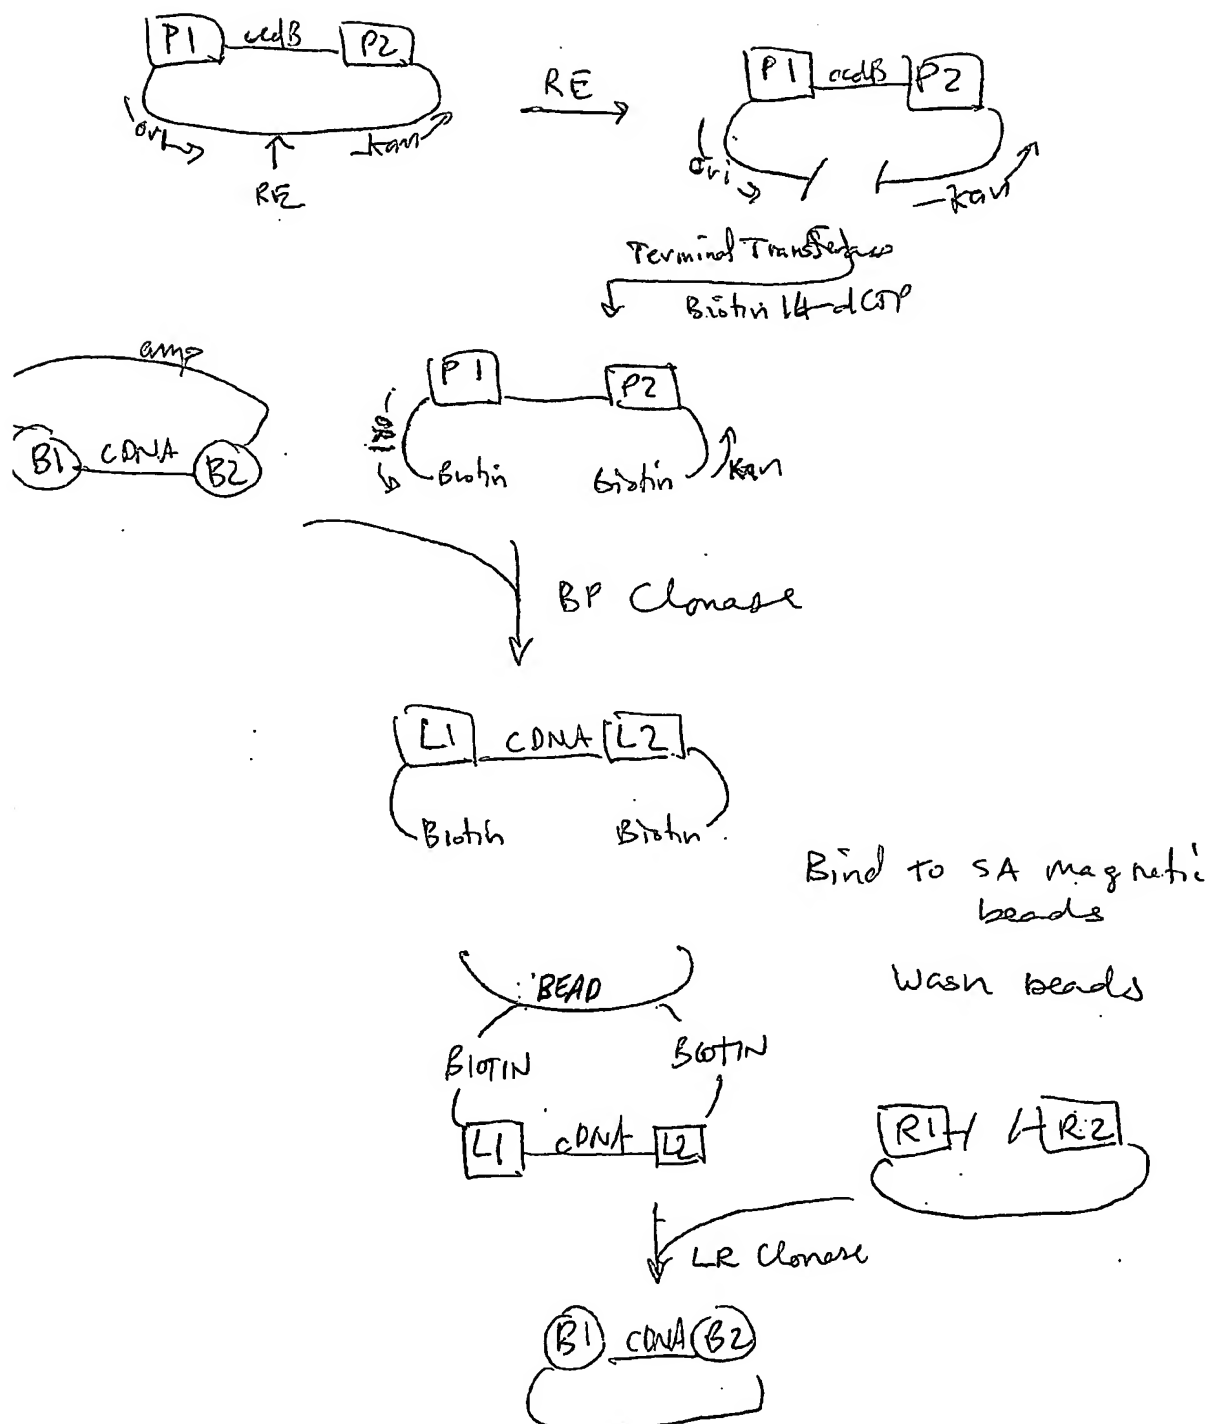 P1 ccdB P2
ori
kan
RE
RE
P1 ccdB P2
ori
kan
Terminal Transferase
Biotin 14-dCTP
amp
B1 cDNA B2
P1 P2
ori
Biotin Biotin
kan
BP Clonase
L1 cDNA L2
Biotin Biotin
Bind to SA magnetic
beads
Wash beads
BEAD
BIOTIN BIOTIN
L1 cDNA L2
R1 R2
LR Clonase
B1 cDNA B2